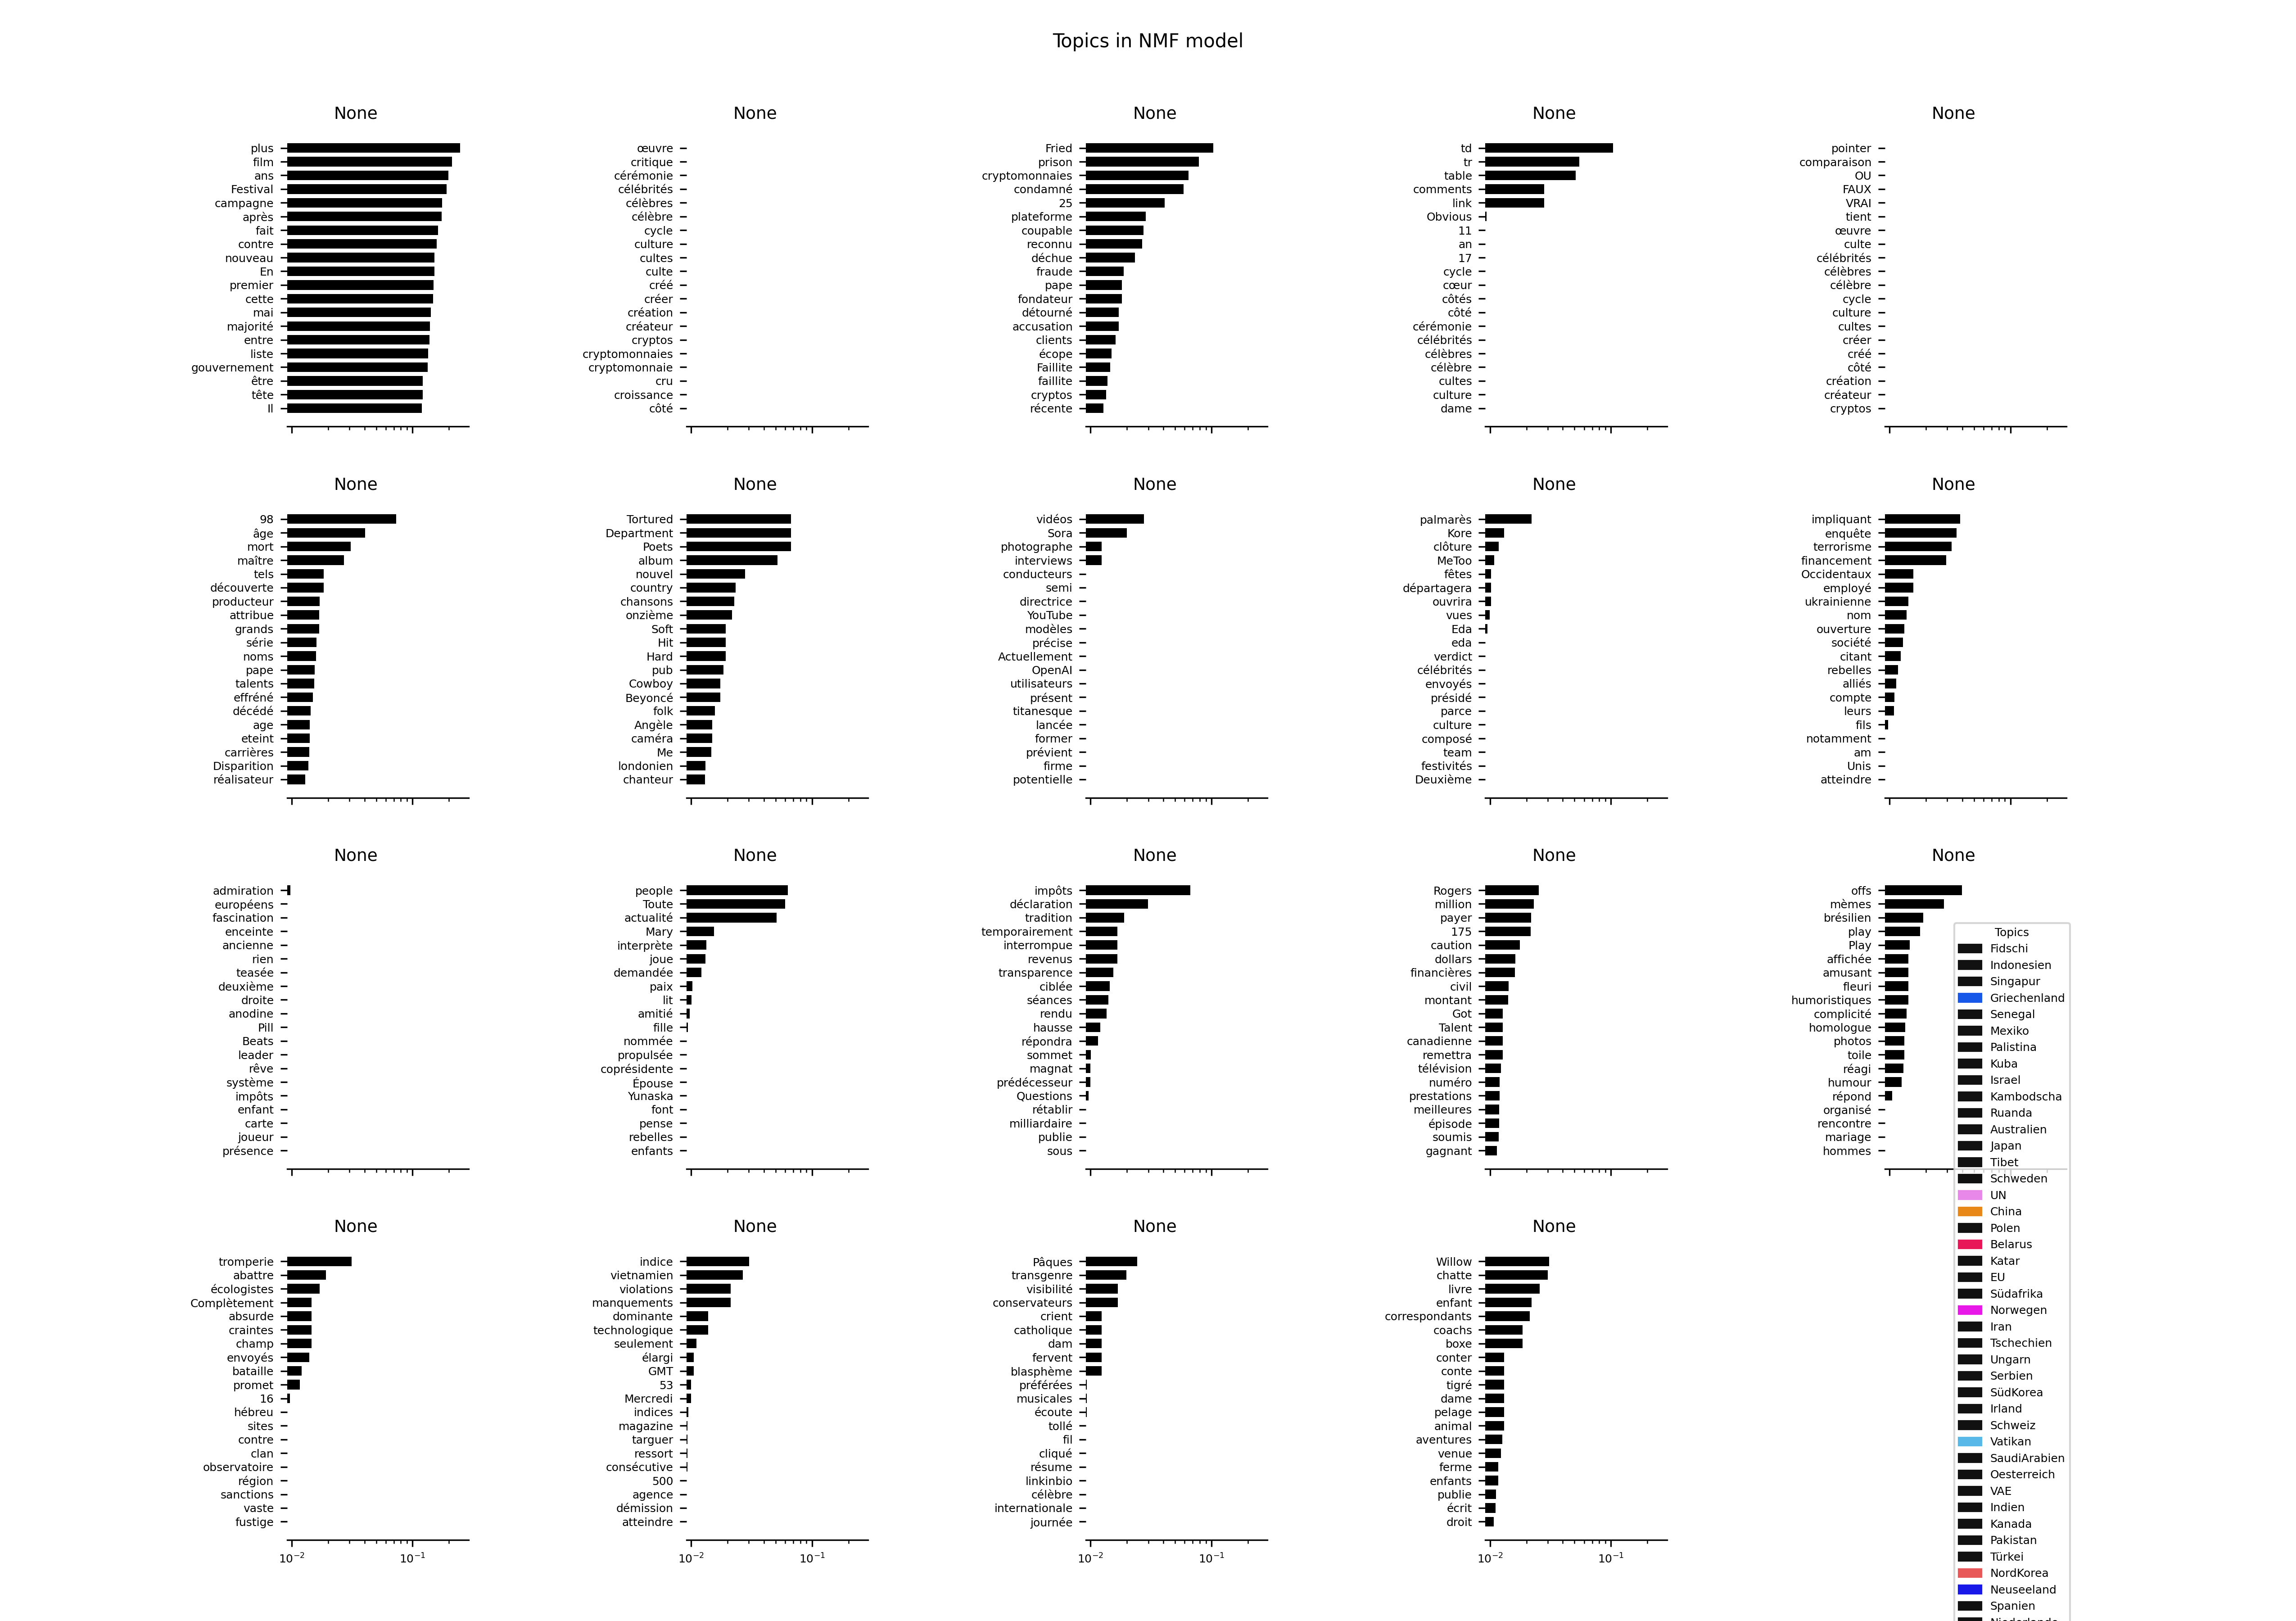 Topics in NMF model
None
plus
film
ans
Festival
campagne
après
fait
contre
nouveau
En
premier
cette
mai
majorité
entre
liste
gouvernement
être
tête
Il
None
œuvre
critique
cérémonie
célébrités
célèbres
célèbre
cycle
culture
cultes
culte
créé
créer
création
créateur
cryptos
cryptomonnaies
cryptomonnaie
cru
croissance
côté
None
Fried
prison
cryptomonnaies
condamné
25
plateforme
coupable
reconnu
déchue
fraude
pape
fondateur
détourné
accusation
clients
écope
Faillite
faillite
cryptos
récente
None
td
tr
table
comments
link
Obvious
11
an
17
cycle
cœur
côtés
côté
cérémonie
célébrités
célèbres
célèbre
cultes
culture
dame
None
pointer
comparaison
OU
FAUX
VRAI
tient
œuvre
culte
célébrités
célèbres
célèbre
cycle
culture
cultes
créer
créé
côté
création
créateur
cryptos
None
98
âge
mort
maître
tels
découverte
producteur
attribue
grands
série
noms
pape
talents
effréné
décédé
age
eteint
carrières
Disparition
réalisateur
None
Tortured
Department
Poets
album
nouvel
country
chansons
onzième
Soft
Hit
Hard
pub
Cowboy
Beyoncé
folk
Angèle
caméra
Me
londonien
chanteur
None
vidéos
Sora
photographe
interviews
conducteurs
semi
directrice
YouTube
modèles
précise
Actuellement
OpenAI
utilisateurs
présent
titanesque
lancée
former
prévient
firme
potentielle
None
palmarès
Kore
clôture
MeToo
fêtes
départagera
ouvrira
vues
Eda
eda
verdict
célébrités
envoyés
présidé
parce
culture
composé
team
festivités
Deuxième
None
impliquant
enquête
terrorisme
financement
Occidentaux
employé
ukrainienne
nom
ouverture
société
citant
rebelles
alliés
compte
leurs
fils
notamment
am
Unis
atteindre
None
admiration
européens
fascination
enceinte
ancienne
rien
teasée
deuxième
droite
anodine
Pill
Beats
leader
rêve
système
impôts
enfant
carte
joueur
présence
None
people
Toute
actualité
Mary
interprète
joue
demandée
paix
lit
amitié
fille
nommée
propulsée
coprésidente
Épouse
Yunaska
font
pense
rebelles
enfants
None
impôts
déclaration
tradition
temporairement
interrompue
revenus
transparence
ciblée
séances
rendu
hausse
répondra
sommet
magnat
prédécesseur
Questions
rétablir
milliardaire
publie
sous
None
Rogers
million
payer
175
caution
dollars
financières
civil
montant
Got
Talent
canadienne
remettra
télévision
numéro
prestations
meilleures
épisode
soumis
gagnant
None
offs
mèmes
brésilien
play
Play
affichée
amusant
fleuri
humoristiques
complicité
homologue
photos
toile
réagi
humour
répond
organisé
rencontre
mariage
hommes
None
tromperie
abattre
écologistes
Complètement
absurde
craintes
champ
envoyés
bataille
promet
16
hébreu
sites
contre
clan
observatoire
région
sanctions
vaste
fustige
10⁻² 10⁻¹
None
indice
vietnamien
violations
manquements
dominante
technologique
seulement
élargi
GMT
53
Mercredi
indices
magazine
targuer
ressort
consécutive
500
agence
démission
atteindre
10⁻² 10⁻¹
None
Pâques
transgenre
visibilité
conservateurs
crient
catholique
dam
fervent
blasphème
préférées
musicales
écoute
tollé
fil
cliqué
résume
linkinbio
célèbre
internationale
journée
10⁻² 10⁻¹
None
Willow
chatte
livre
enfant
correspondants
coachs
boxe
conter
conte
tigré
dame
pelage
animal
aventures
venue
ferme
enfants
publie
écrit
droit
10⁻² 10⁻¹
Topics
Fidschi
Indonesien
Singapur
Griechenland
Senegal
Mexiko
Palistina
Kuba
Israel
Kambodscha
Ruanda
Australien
Japan
Tibet
Schweden
UN
China
Polen
Belarus
Katar
EU
Südafrika
Norwegen
Iran
Tschechien
Ungarn
Serbien
SüdKorea
Irland
Schweiz
Vatikan
SaudiArabien
Oesterreich
VAE
Indien
Kanada
Pakistan
Türkei
NordKorea
Neuseeland
Spanien